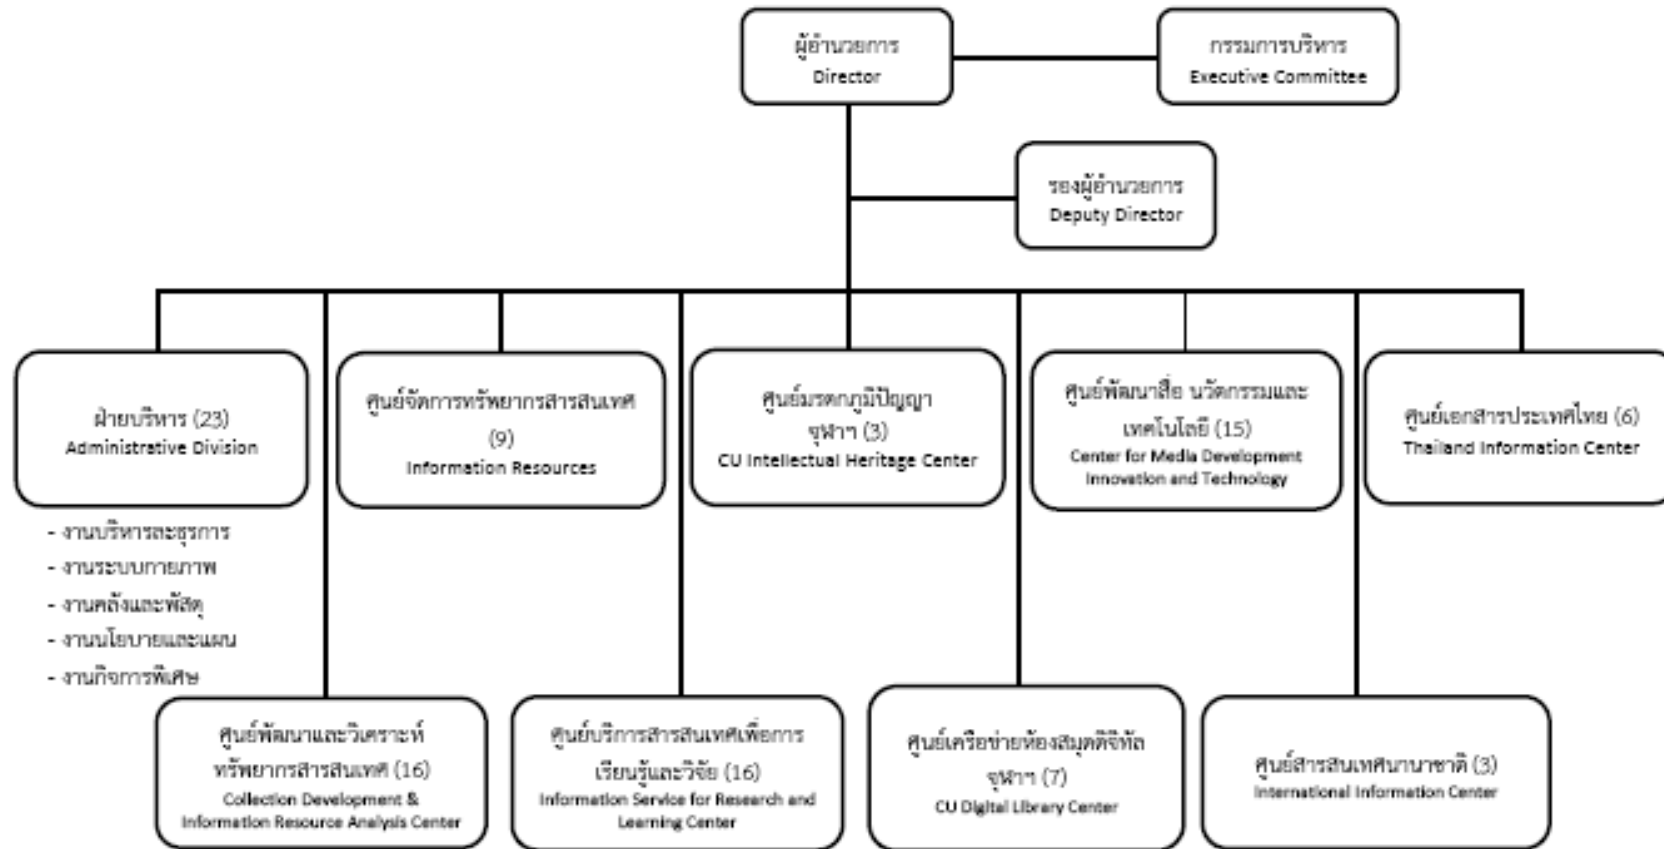 ผู้อำนวยการ
Director
กรรมการบริหาร
Executive Committee
รองผู้อำนวยการ
Deputy Director
ฝ่ายบริหาร (23)
Administrative Division
- งานบริหารละธุรการ
- งานระบบกายภาพ
- งานคลังและพัสดุ
- งานนโยบายและแผน
- งานกิจการพิเศษ
ศูนย์จัดการทรัพยากรสารสนเทศ
(9)
Information Resources
ศูนย์มรดกภูมิปัญญา
จุฬาฯ (3)
CU Intellectual Heritage Center
ศูนย์พัฒนาสื่อ นวัตกรรมและ
เทคโนโลยี (15)
Center for Media Development
Innovation and Technology
ศูนย์เอกสารประเทศไทย (6)
Thailand Information Center
ศูนย์พัฒนาและวิเคราะห์
ทรัพยากรสารสนเทศ (16)
Collection Development &
Information Resource Analysis Center
ศูนย์บริการสารสนเทศเพื่อการ
เรียนรู้และวิจัย (16)
Information Service for Research and
Learning Center
ศูนย์เครือข่ายห้องสมุดดิจิทัล
จุฬาฯ (7)
CU Digital Library Center
ศูนย์สารสนเทศนานาชาติ (3)
International Information Center